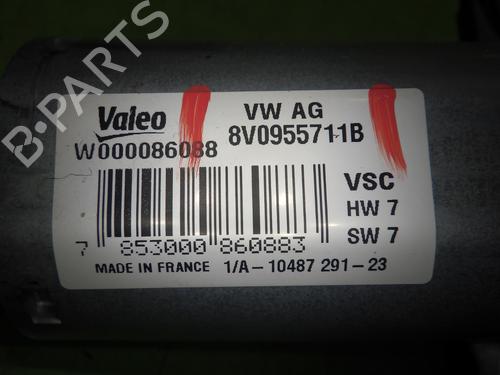 Valeo
VW AG
W000086088
8V0955711B
VSC
HW 7
SW 7
7 853000 860883
MADE IN FRANCE 1/A-10487 291-23
B-PARTS